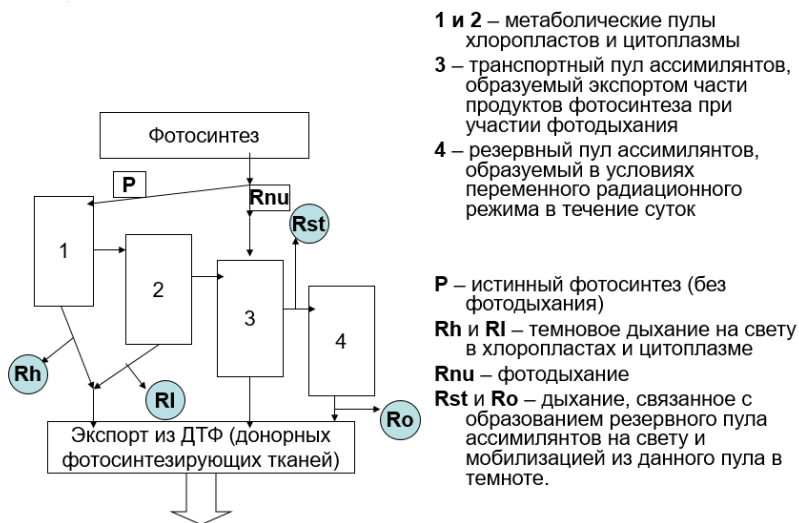 Фотосинтез
P
Rnu
Rst
1
2
3
4
Rh
Rl
Ro
Экспорт из ДТФ (донорных
фотосинтезирующих тканей)
1 и 2 – метаболические пулы
хлоропластов и цитоплазмы
3 – транспортный пул ассимилянтов,
образуемый экспортом части
продуктов фотосинтеза при
участии фотодыхания
4 – резервный пул ассимилянтов,
образуемый в условиях
переменного радиационного
режима в течение суток
P – истинный фотосинтез (без
фотодыхания)
Rh и Rl – темновое дыхание на свету
в хлоропластах и цитоплазме
Rnu – фотодыхание
Rst и Ro – дыхание, связанное с
образованием резервного пула
ассимилянтов на свету и
мобилизацией из данного пула в
темноте.